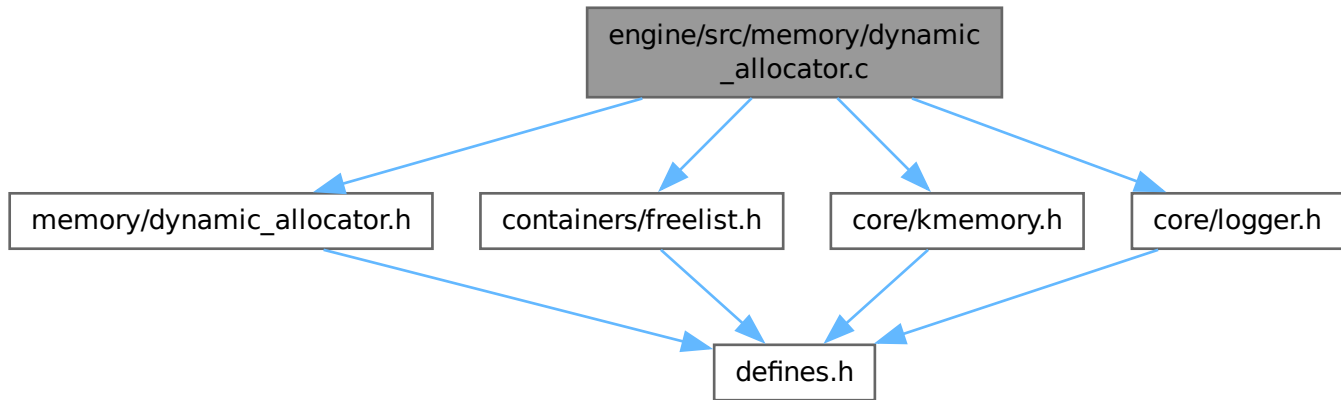 engine/src/memory/dynamic
_allocator.c
memory/dynamic_allocator.h
containers/freelist.h
core/kmemory.h
core/logger.h
defines.h